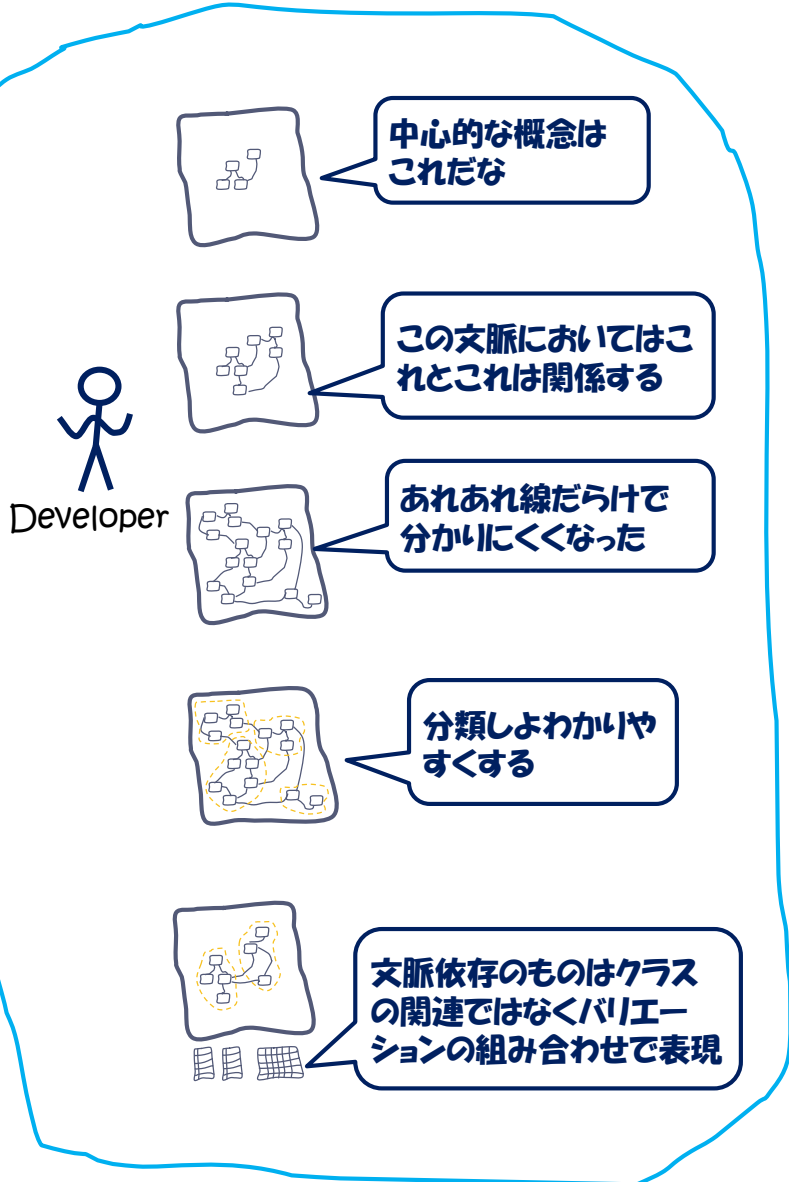 中心的な概念は
これだな
この文脈においてはこ
れとこれは関係する
Developer
あれあれ線だらけで
分かりにくくなった
分類しよわかりや
すくする
文脈依存のものはクラス
の関連ではなくバリエー
ションの組み合わせで表現